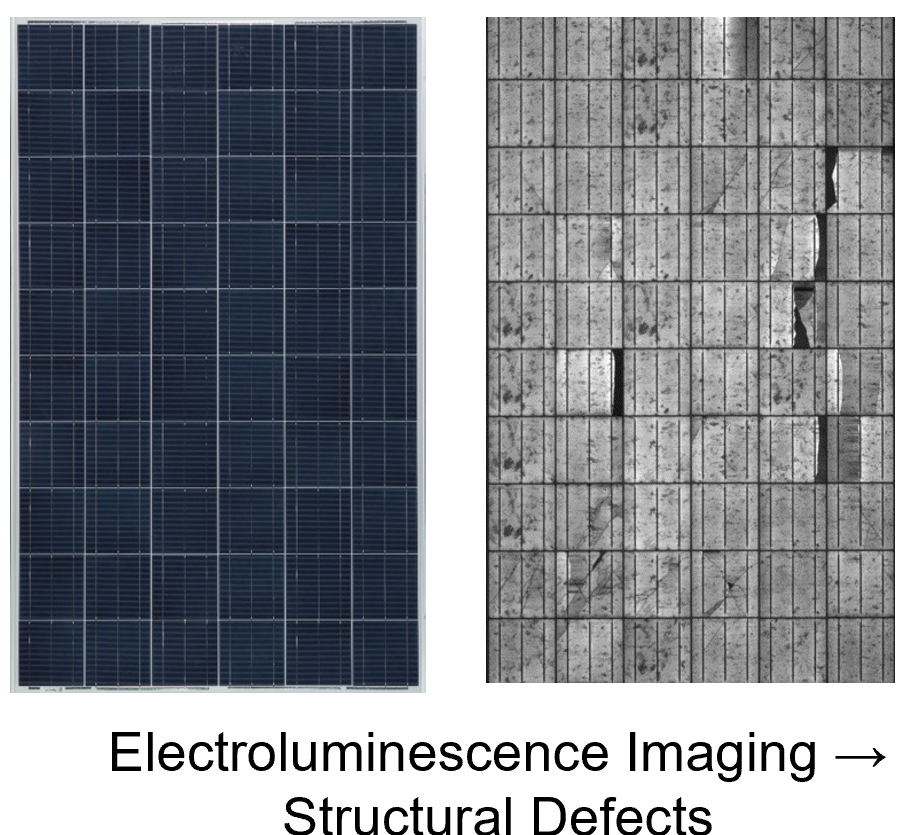 Electroluminescence Imaging →
Structural Defects